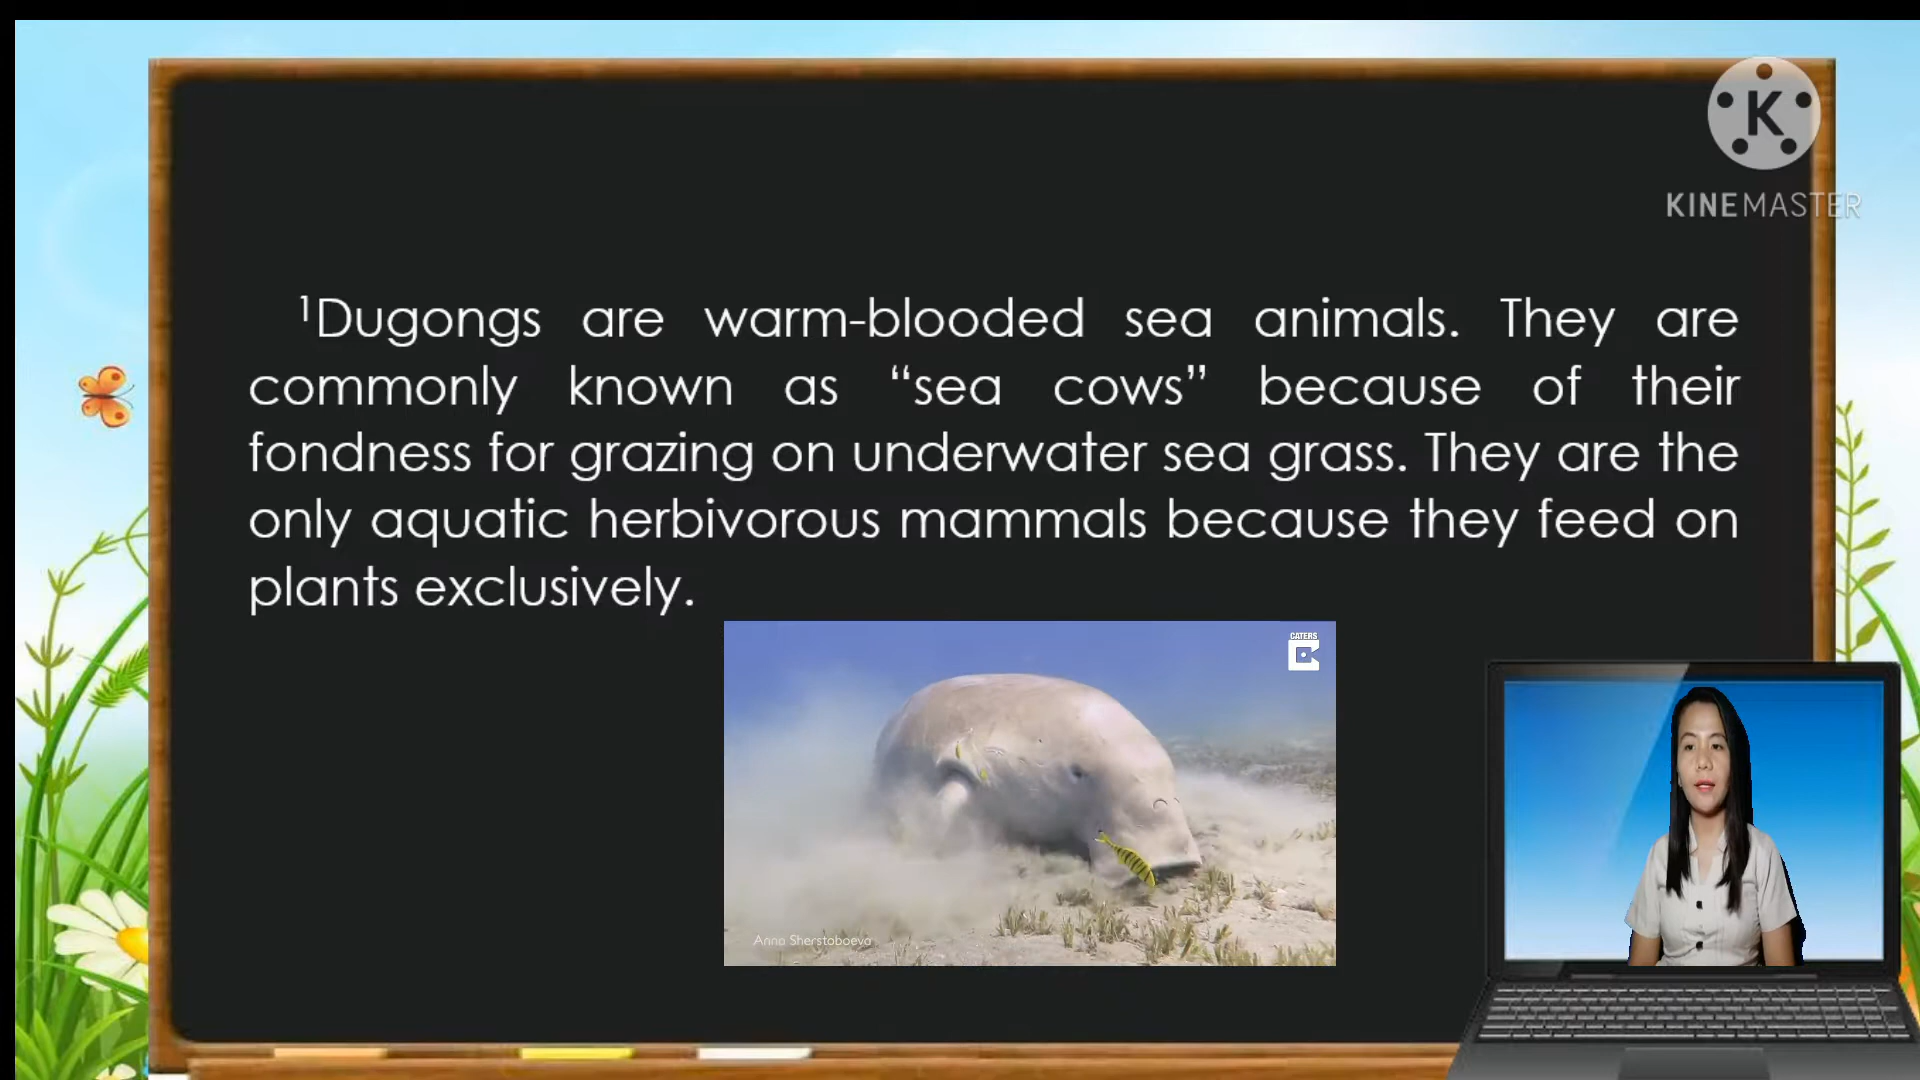 K
KINEMASTER
¹Dugongs are warm-blooded sea animals. They are
commonly known as “sea cows” because of their
fondness for grazing on underwater sea grass. They are the
only aquatic herbivorous mammals because they feed on
plants exclusively.
CATERS
Anna Sherstoboeva